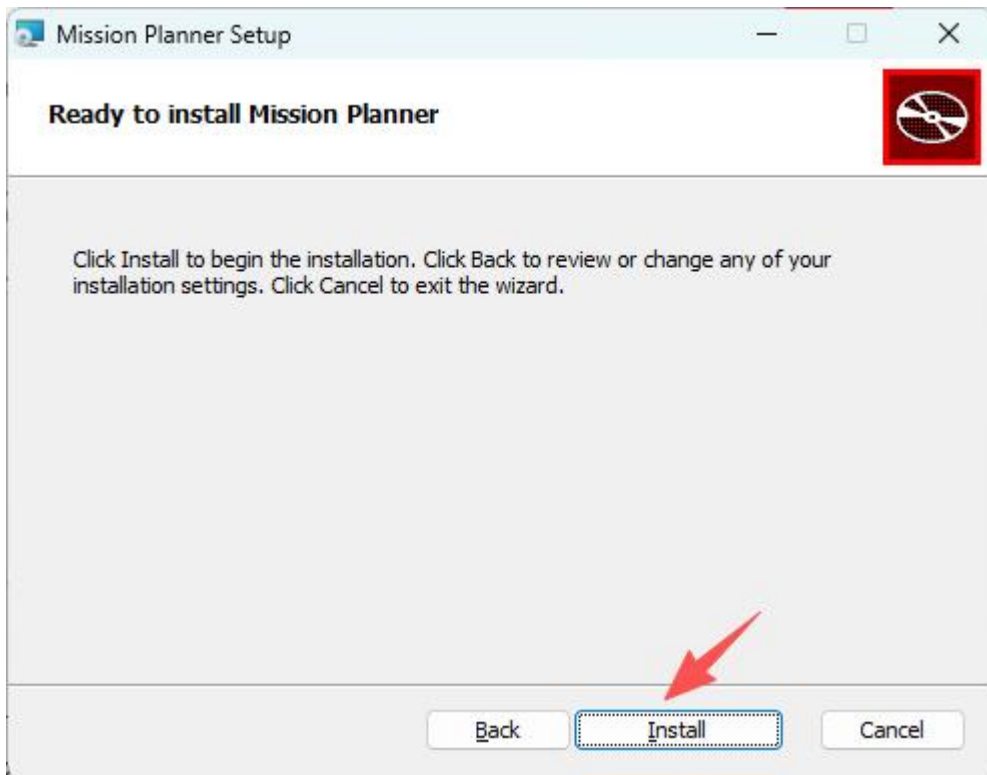 Mission Planner Setup
Ready to install Mission Planner
Click Install to begin the installation. Click Back to review or change any of your
installation settings. Click Cancel to exit the wizard.
Back
Install
Cancel